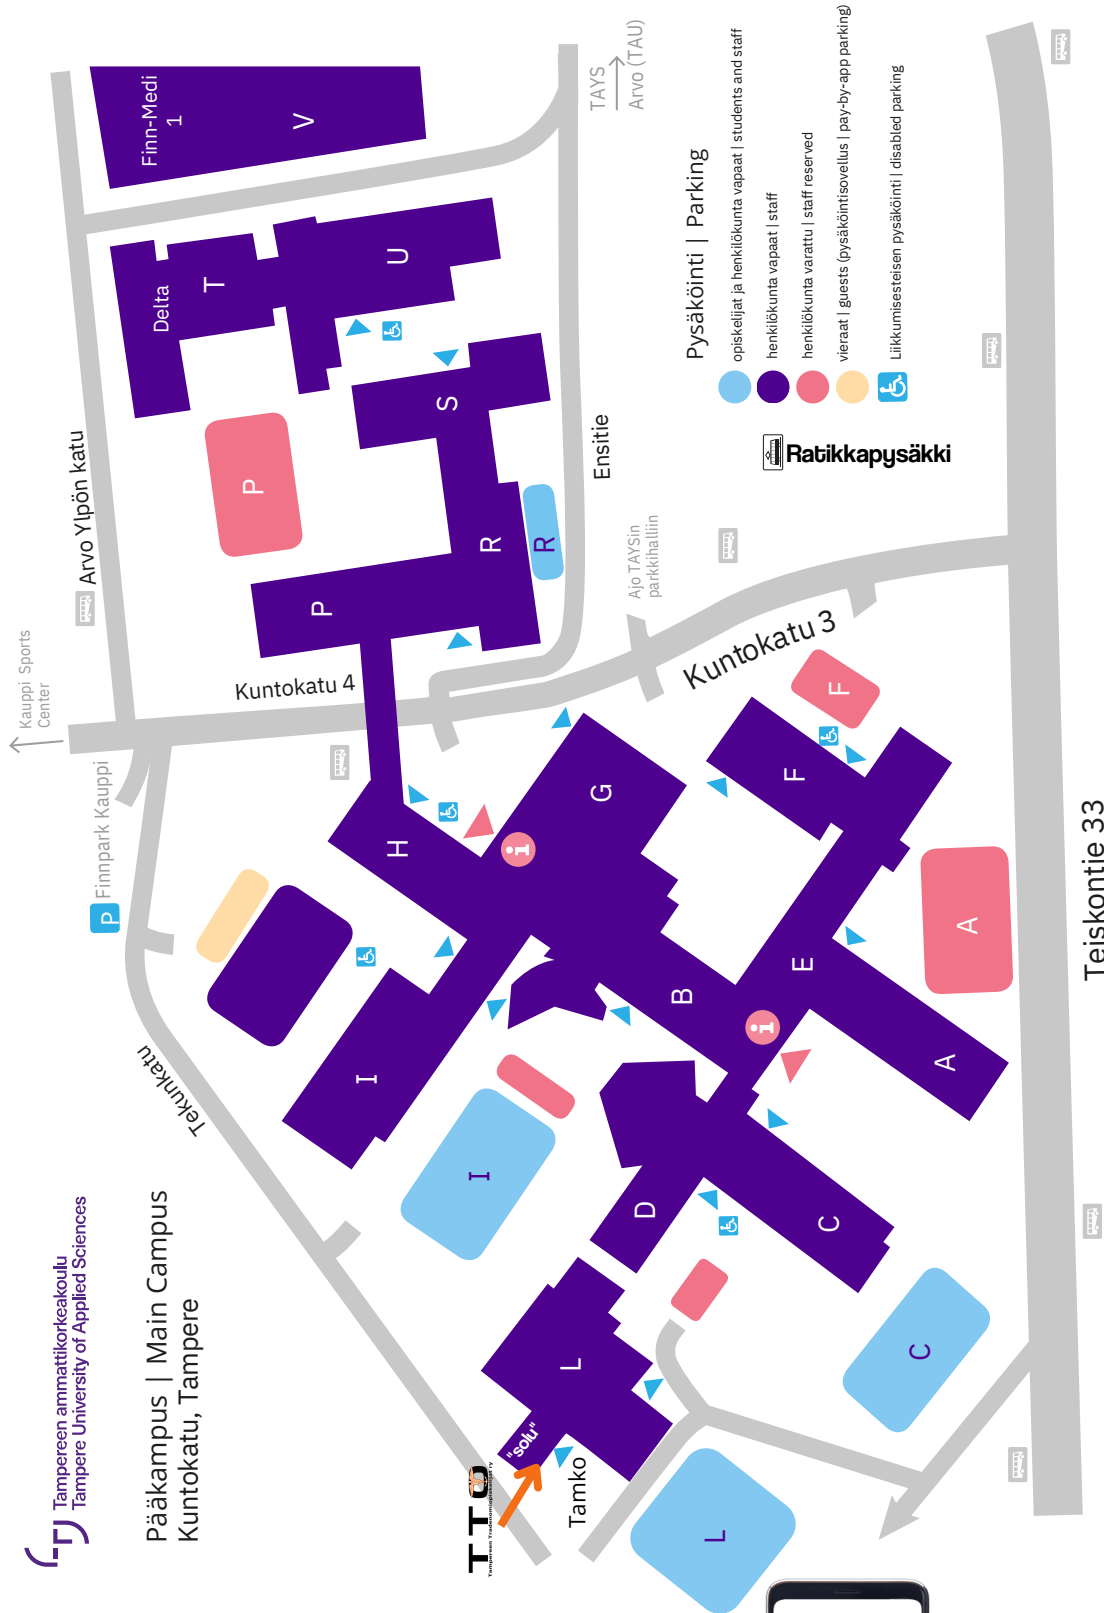 Tampereen ammattikorkeakoulu
Tampere University of Applied Sciences
Pääkampus | Main Campus
Kuntokatu, Tampere
Kauppi Sports
Center
Arvo Ylpön katu
Finn-Medi
1
V
Delta
T
U
P
S
R
R
P
Kuntokatu 4
Ensitie
TAYS
Arvo (TAU)
Ajo TAYSin
parkkihalliin
Kuntokatu 3
P Finnpark Kauppi
Tekunkatu
H
G
I
I
F
F
B
E
A
A
D
C
C
L
L
"solu"
TTO
Tampereen Tradenomiopiskelijat ry
Tamko
Teiskontie 33
Pysäköinti | Parking
opiskelijat ja henkilökunta vapaat | students and staff
henkilökunta vapaat | staff
henkilökunta varattu | staff reserved
vieraat | guests (pysäköintisovellus | pay-by-app parking)
Liikkumisesteisen pysäköinti | disabled parking
Ratikkapysäkki